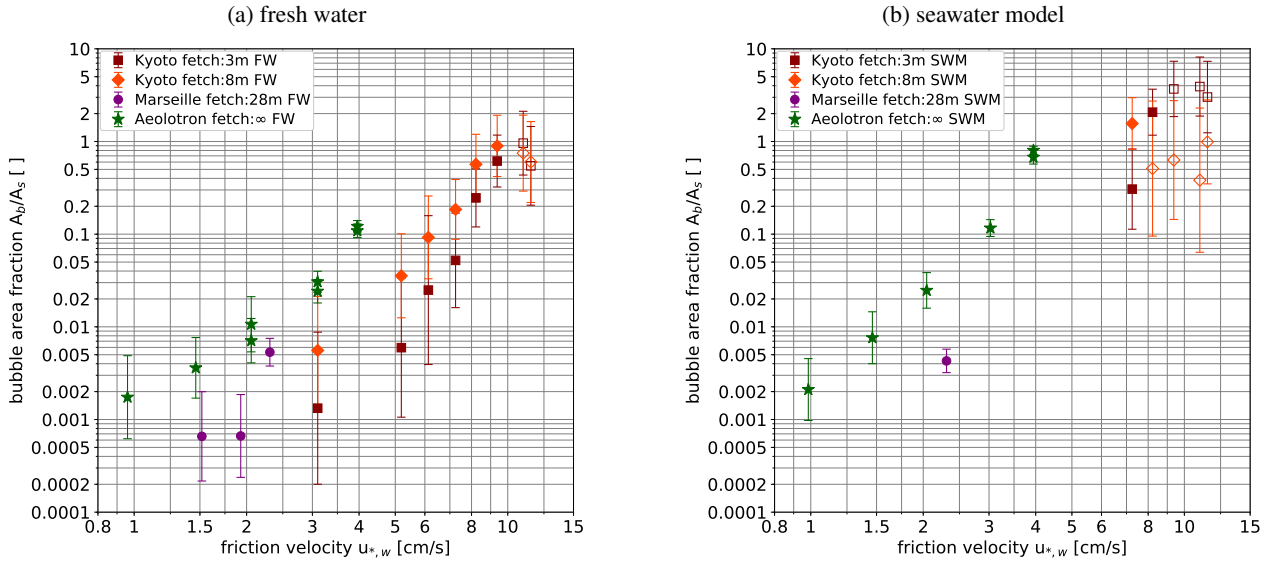 (a) fresh water
bubble area fraction A_b/A_s [ ]
10
5
2
1
0.5
0.2
0.1
0.05
0.02
0.01
0.005
0.002
0.001
0.0005
0.0002
0.0001
Kyoto fetch:3m FW
Kyoto fetch:8m FW
Marseille fetch:28m FW
Aeolotron fetch:∞ FW
0.8 1 1.5 2 3 4 5 6 8 10 15
friction velocity u_{*,w} [cm/s]
(b) seawater model
bubble area fraction A_b/A_s [ ]
10
5
2
1
0.5
0.2
0.1
0.05
0.02
0.01
0.005
0.002
0.001
0.0005
0.0002
0.0001
Kyoto fetch:3m SWM
Kyoto fetch:8m SWM
Marseille fetch:28m SWM
Aeolotron fetch:∞ SWM
0.8 1 1.5 2 3 4 5 6 8 10 15
friction velocity u_{*,w} [cm/s]